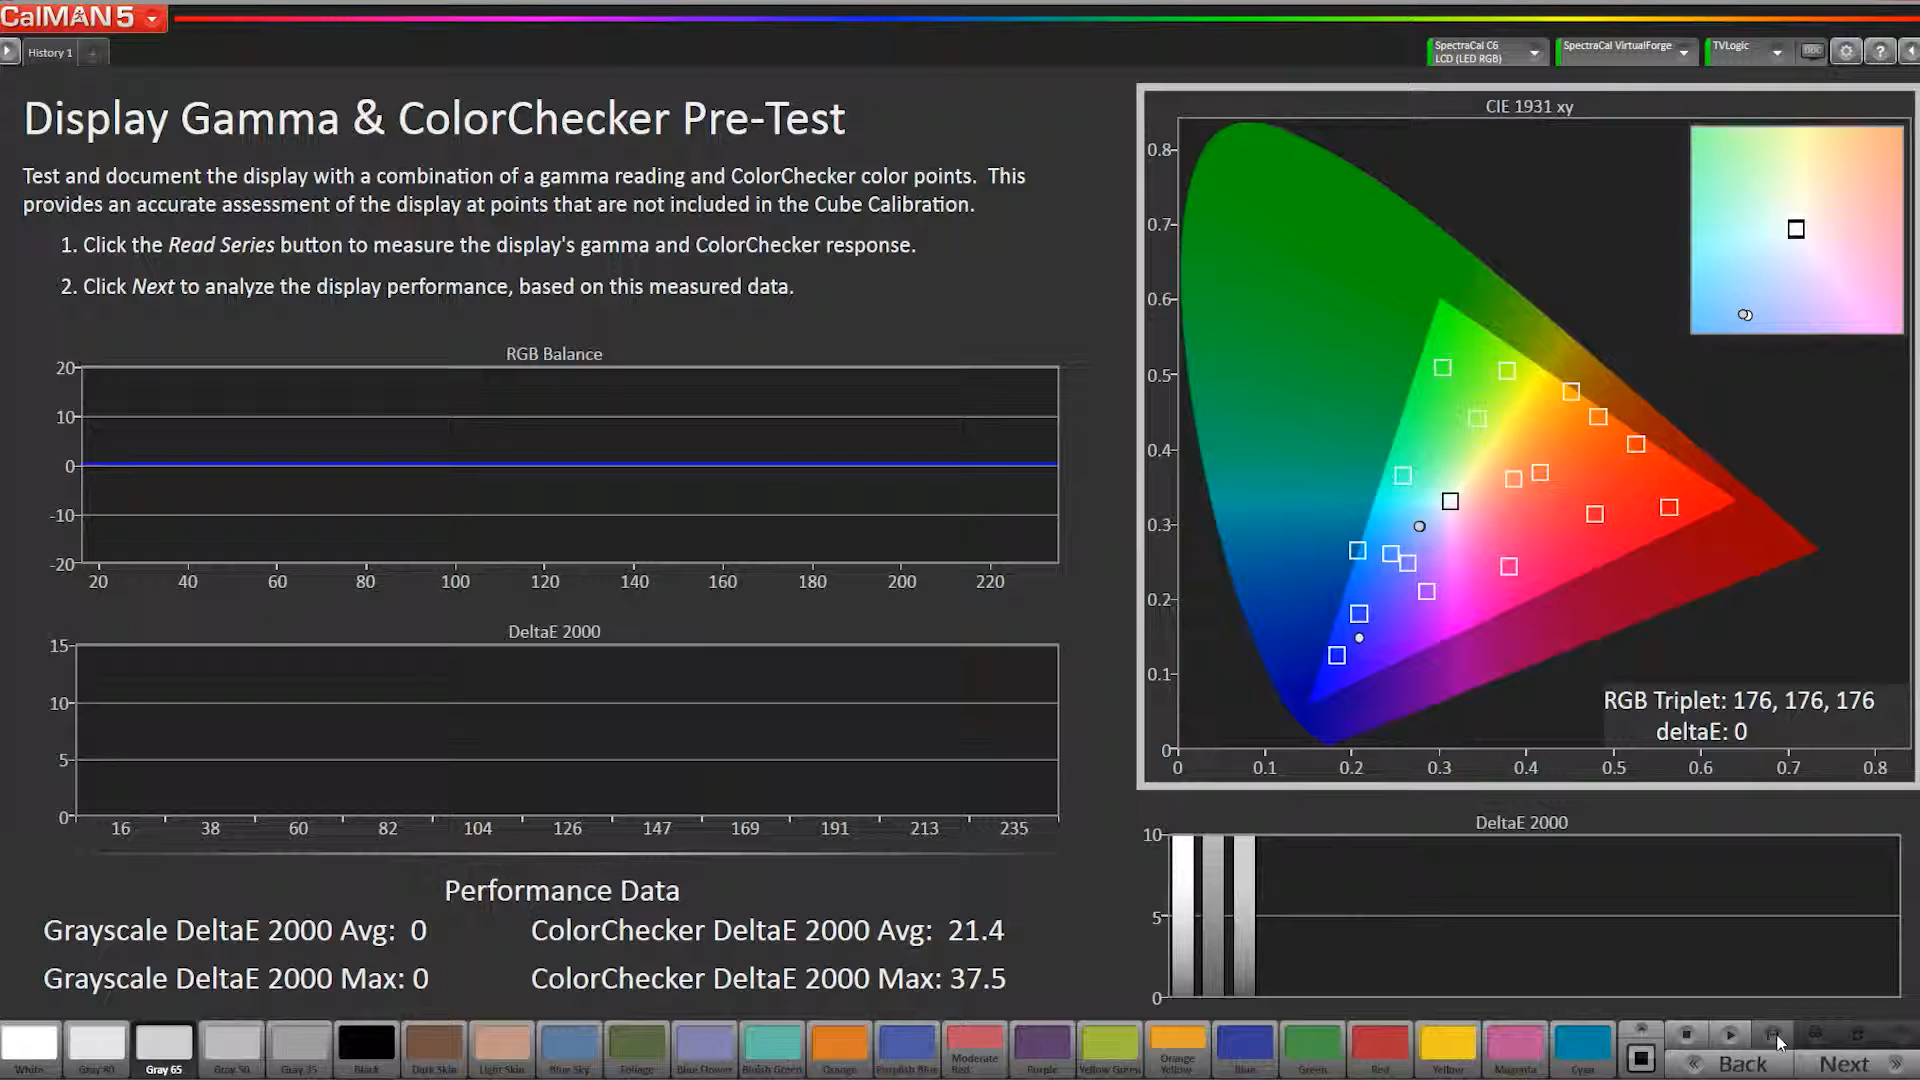 CalMAN 5
History 1
SpectraCal C6
LCD (LED RGB)
SpectraCal VirtualForge
TVLogic
DDC
?
Display Gamma & ColorChecker Pre-Test
Test and document the display with a combination of a gamma reading and ColorChecker color points. This
provides an accurate assessment of the display at points that are not included in the Cube Calibration.
1. Click the Read Series button to measure the display's gamma and ColorChecker response.
2. Click Next to analyze the display performance, based on this measured data.
RGB Balance
20
10
0
-10
-20
20 40 60 80 100 120 140 160 180 200 220
DeltaE 2000
15
10
5
0
16 38 60 82 104 126 147 169 191 213 235
Performance Data
Grayscale DeltaE 2000 Avg: 0
ColorChecker DeltaE 2000 Avg: 21.4
Grayscale DeltaE 2000 Max: 0
ColorChecker DeltaE 2000 Max: 37.5
CIE 1931 xy
0.8
0.7
0.6
0.5
0.4
0.3
0.2
0.1
0
0 0.1 0.2 0.3 0.4 0.5 0.6 0.7 0.8
RGB Triplet: 176, 176, 176
deltaE: 0
DeltaE 2000
10
5
0
White
Gray 80
Gray 65
Gray 50
Gray 35
Black
Dark Skin
Light Skin
Blue Sky
Foliage
Blue Flower
Bluish Green
Orange
Purplish Blue
Moderate
Red
Purple
Yellow Green
Orange
Yellow
Blue
Green
Red
Yellow
Magenta
Cyan
Back
Next